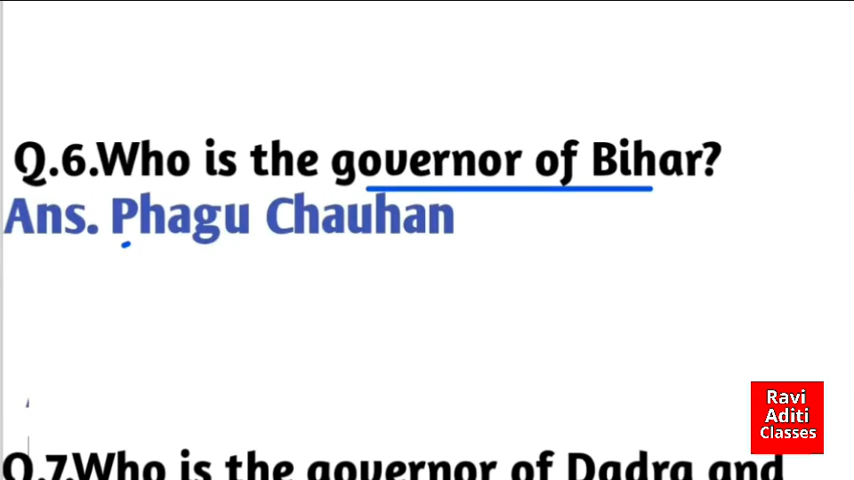 Q.6.Who is the governor of Bihar?
Ans. Phagu Chauhan
Ravi
Aditi
Classes
Q.7.Who is the governor of Dadra and